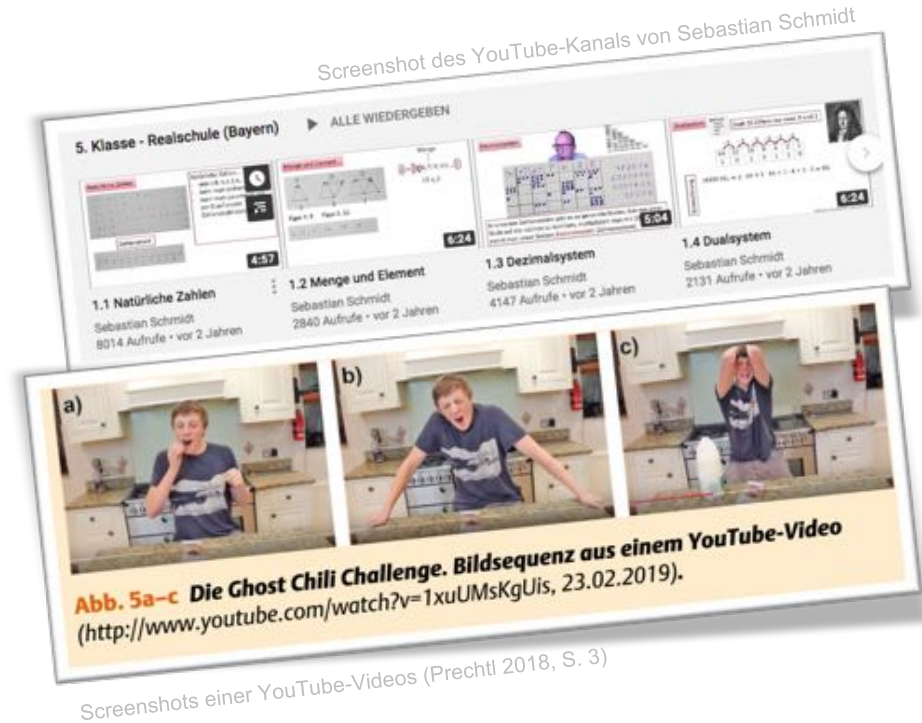 Screenshot des YouTube-Kanals von Sebastian Schmidt
5. Klasse - Realschule (Bayern)
ALLE WIEDERGEBEN
4:57
6:24
5:04
6:24
1.1 Natürliche Zahlen
Sebastian Schmidt
8014 Aufrufe • vor 2 Jahren
1.2 Menge und Element
Sebastian Schmidt
2840 Aufrufe • vor 2 Jahren
1.3 Dezimalsystem
Sebastian Schmidt
4147 Aufrufe • vor 2 Jahren
1.4 Dualsystem
Sebastian Schmidt
2131 Aufrufe • vor 2 Jahren
a)
b)
c)
Abb. 5a–c Die Ghost Chili Challenge. Bildsequenz aus einem YouTube-Video
(http://www.youtube.com/watch?v=1xuUMsKgUis, 23.02.2019).
Screenshots einer YouTube-Videos (Prechtl 2018, S. 3)